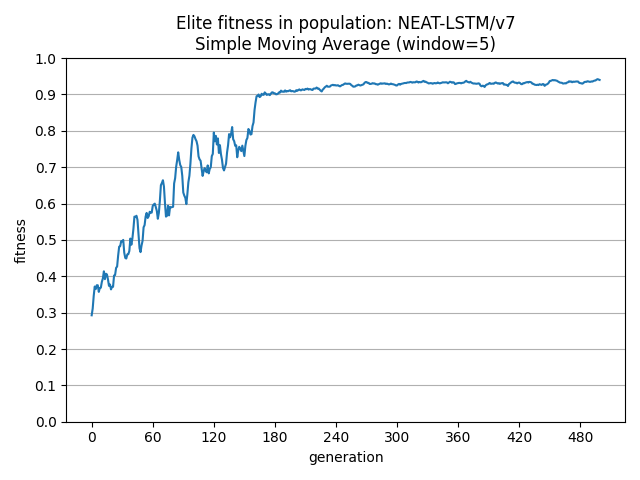 Elite fitness in population: NEAT-LSTM/v7
Simple Moving Average (window=5)
1.0
0.9
0.8
0.7
0.6
0.5
0.4
0.3
0.2
0.1
0.0
fitness
0 60 120 180 240 300 360 420 480
generation